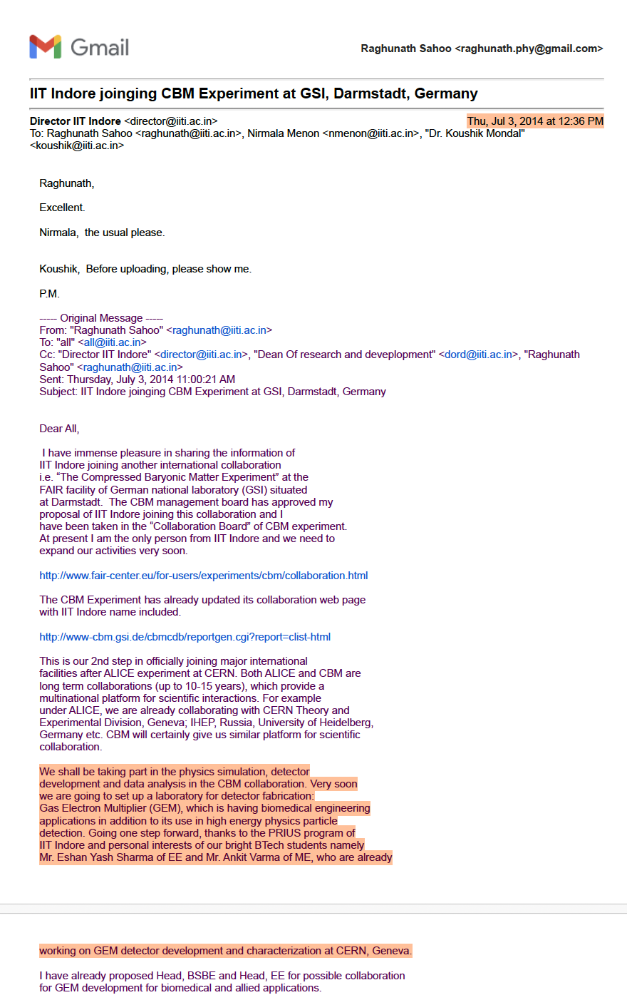 Gmail
Raghunath Sahoo <raghunath.phy@gmail.com>
IIT Indore joinging CBM Experiment at GSI, Darmstadt, Germany
Director IIT Indore <director@iiti.ac.in>
Thu, Jul 3, 2014 at 12:36 PM
To: Raghunath Sahoo <raghunath@iiti.ac.in>, Nirmala Menon <nmenon@iiti.ac.in>, "Dr. Koushik Mondal"
<koushik@iiti.ac.in>
Raghunath,
Excellent.
Nirmala,  the usual please.
Koushik,  Before uploading, please show me.
P.M.
----- Original Message -----
From: "Raghunath Sahoo" <raghunath@iiti.ac.in>
To: "all" <all@iiti.ac.in>
Cc: "Director IIT Indore" <director@iiti.ac.in>, "Dean Of research and deveplopment" <dord@iiti.ac.in>, "Raghunath
Sahoo" <raghunath@iiti.ac.in>
Sent: Thursday, July 3, 2014 11:00:21 AM
Subject: IIT Indore joinging CBM Experiment at GSI, Darmstadt, Germany
Dear All,
I have immense pleasure in sharing the information of
IIT Indore joining another international collaboration
i.e. “The Compressed Baryonic Matter Experiment” at the
FAIR facility of German national laboratory (GSI) situated
at Darmstadt.  The CBM management board has approved my
proposal of IIT Indore joining this collaboration and I
have been taken in the “Collaboration Board” of CBM experiment.
At present I am the only person from IIT Indore and we need to
expand our activities very soon.
http://www.fair-center.eu/for-users/experiments/cbm/collaboration.html
The CBM Experiment has already updated its collaboration web page
with IIT Indore name included.
http://www-cbm.gsi.de/cbmcdb/reportgen.cgi?report=clist-html
This is our 2nd step in officially joining major international
facilities after ALICE experiment at CERN. Both ALICE and CBM are
long term collaborations (up to 10-15 years), which provide a
multinational platform for scientific interactions. For example
under ALICE, we are already collaborating with CERN Theory and
Experimental Division, Geneva; IHEP, Russia, University of Heidelberg,
Germany etc. CBM will certainly give us similar platform for scientific
collaboration.
We shall be taking part in the physics simulation, detector
development and data analysis in the CBM collaboration. Very soon
we are going to set up a laboratory for detector fabrication:
Gas Electron Multiplier (GEM), which is having biomedical engineering
applications in addition to its use in high energy physics particle
detection. Going one step forward, thanks to the PRIUS program of
IIT Indore and personal interests of our bright BTech students namely
Mr. Eshan Yash Sharma of EE and Mr. Ankit Varma of ME, who are already
working on GEM detector development and characterization at CERN, Geneva.
I have already proposed Head, BSBE and Head, EE for possible collaboration
for GEM development for biomedical and allied applications.